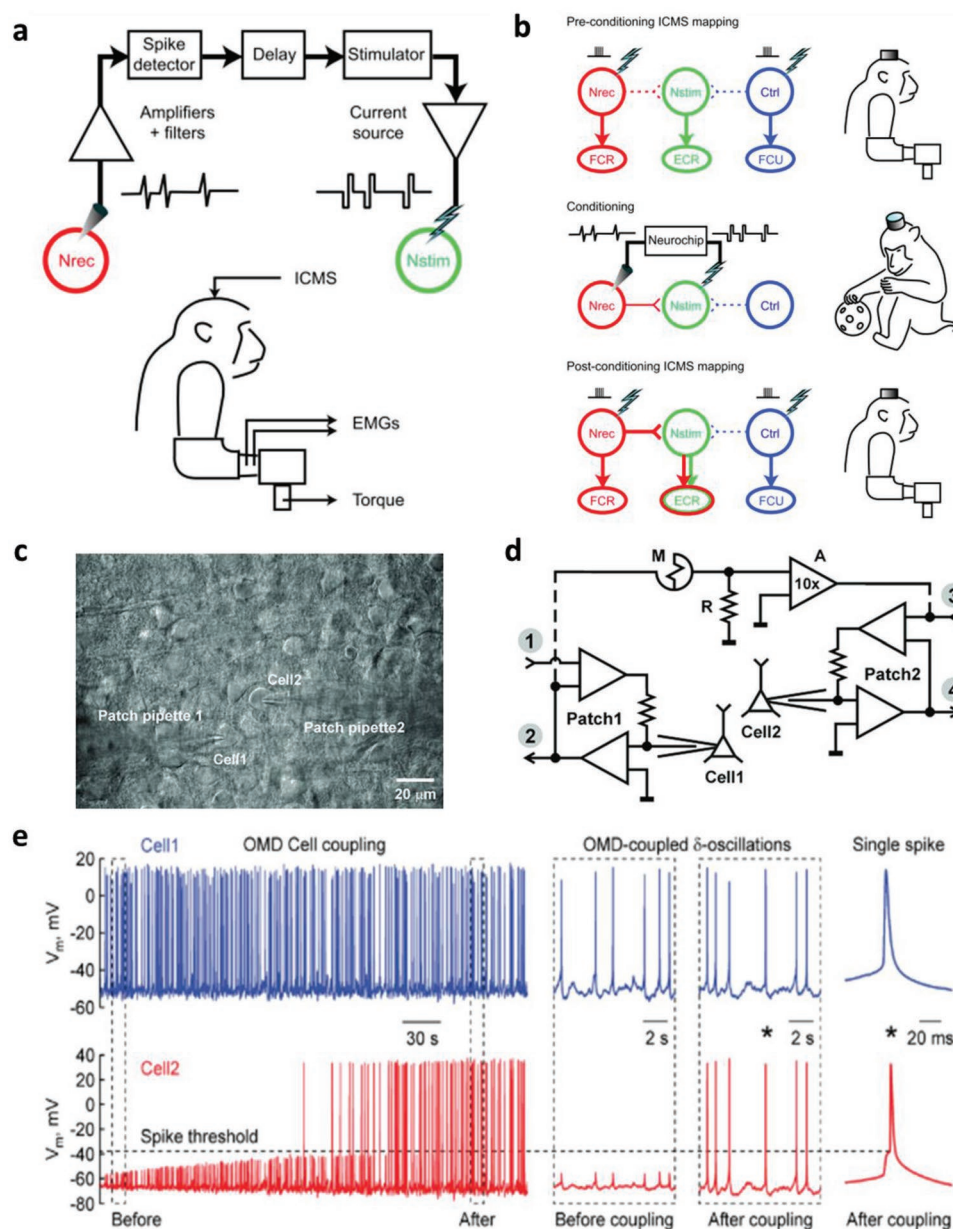 a
Spike
detector
Delay
Stimulator
Amplifiers
+ filters
Current
source
Nrec
Nstim
ICMS
EMGs
Torque
b
Pre-conditioning ICMS mapping
Nrec
Nstim
Ctrl
FCR
ECR
FCU
Conditioning
Neurochip
Nrec
Nstim
Ctrl
Post-conditioning ICMS mapping
Nrec
Nstim
Ctrl
FCR
ECR
FCU
c
Cell2
Patch pipette 1
Patch pipette2
Cell1
20 µm
d
M
A
10x
R
1
3
Patch1
Patch2
2
4
Cell2
Cell1
e
Cell1
OMD Cell coupling
OMD-coupled δ-oscillations
Single spike
20
0
-20
-50
-60
Vm, mV
30 s
2 s
* 2 s
* 20 ms
Cell2
40
20
0
-20
-40
-60
-80
Vm, mV
Spike threshold
Before
After
Before coupling
After coupling
After coupling